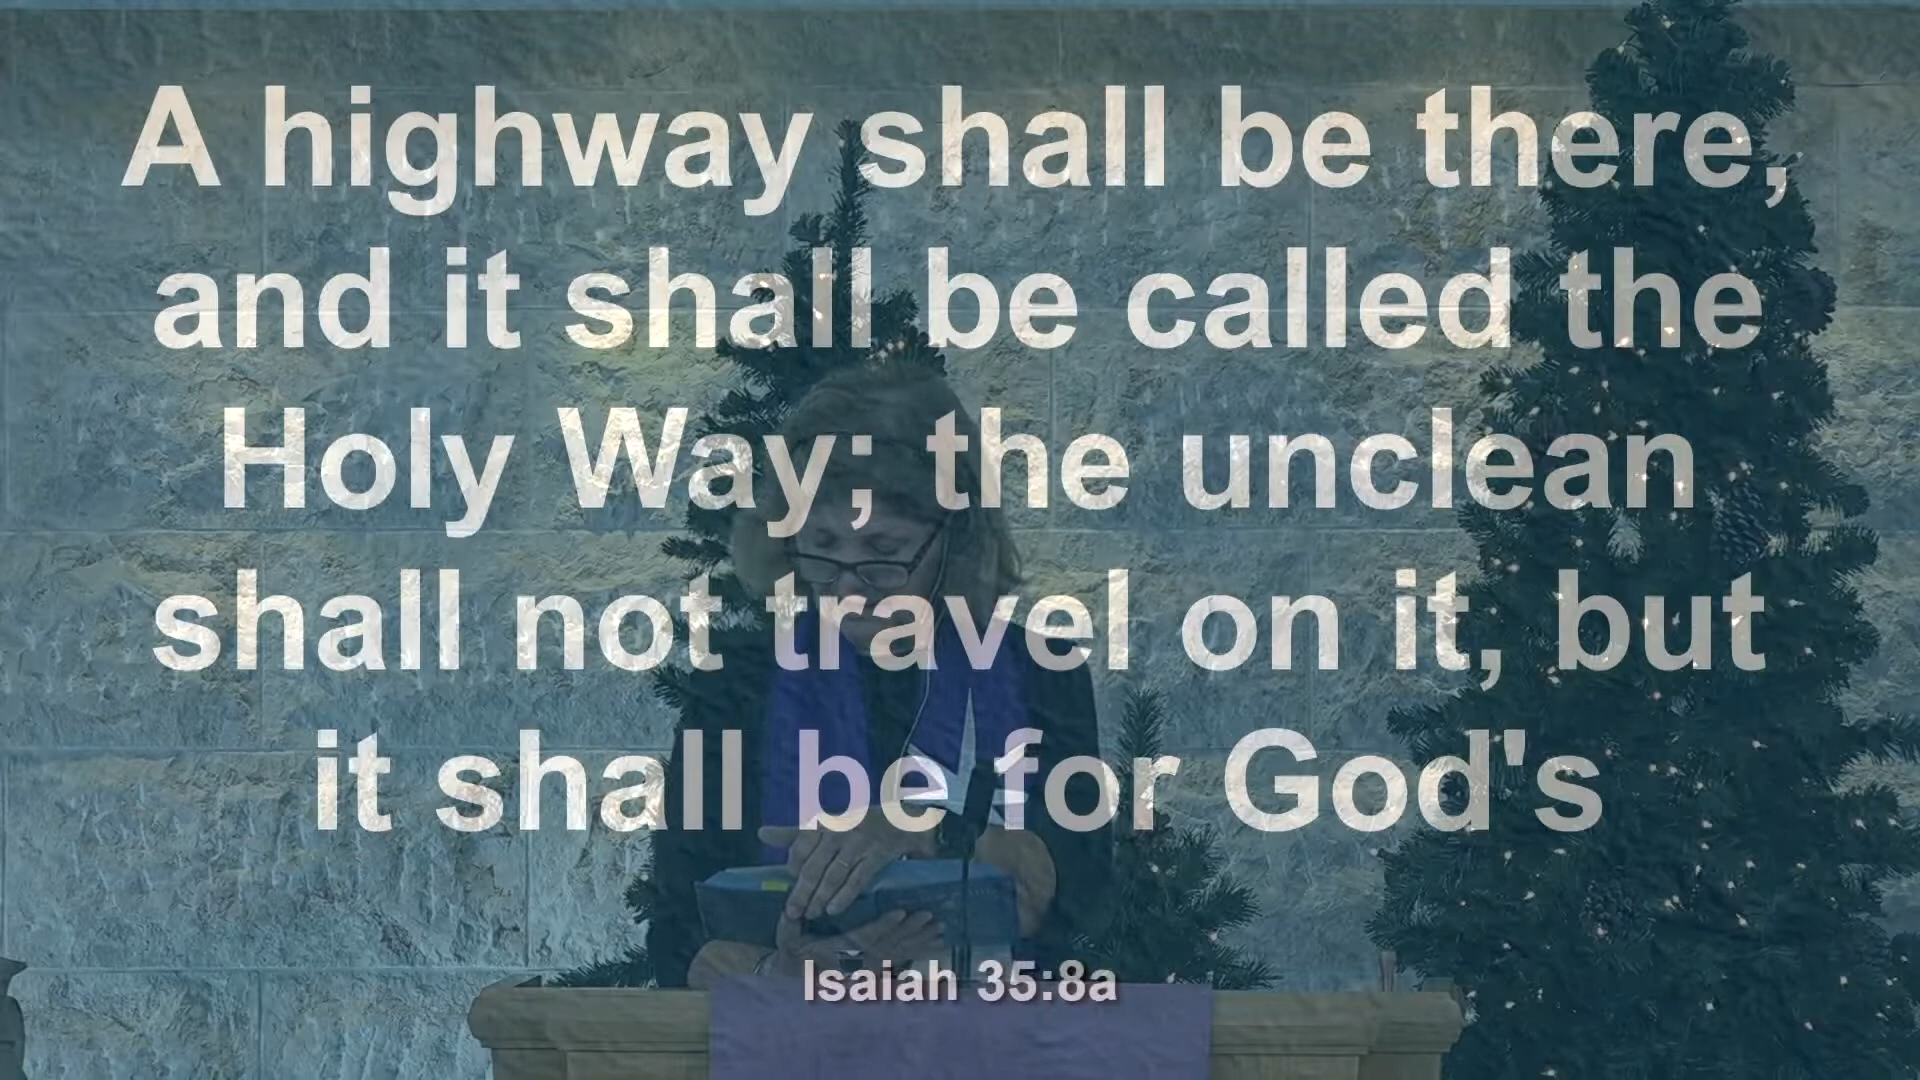 A highway shall be there,
and it shall be called the
Holy Way; the unclean
shall not travel on it, but
it shall be for God's
Isaiah 35:8a